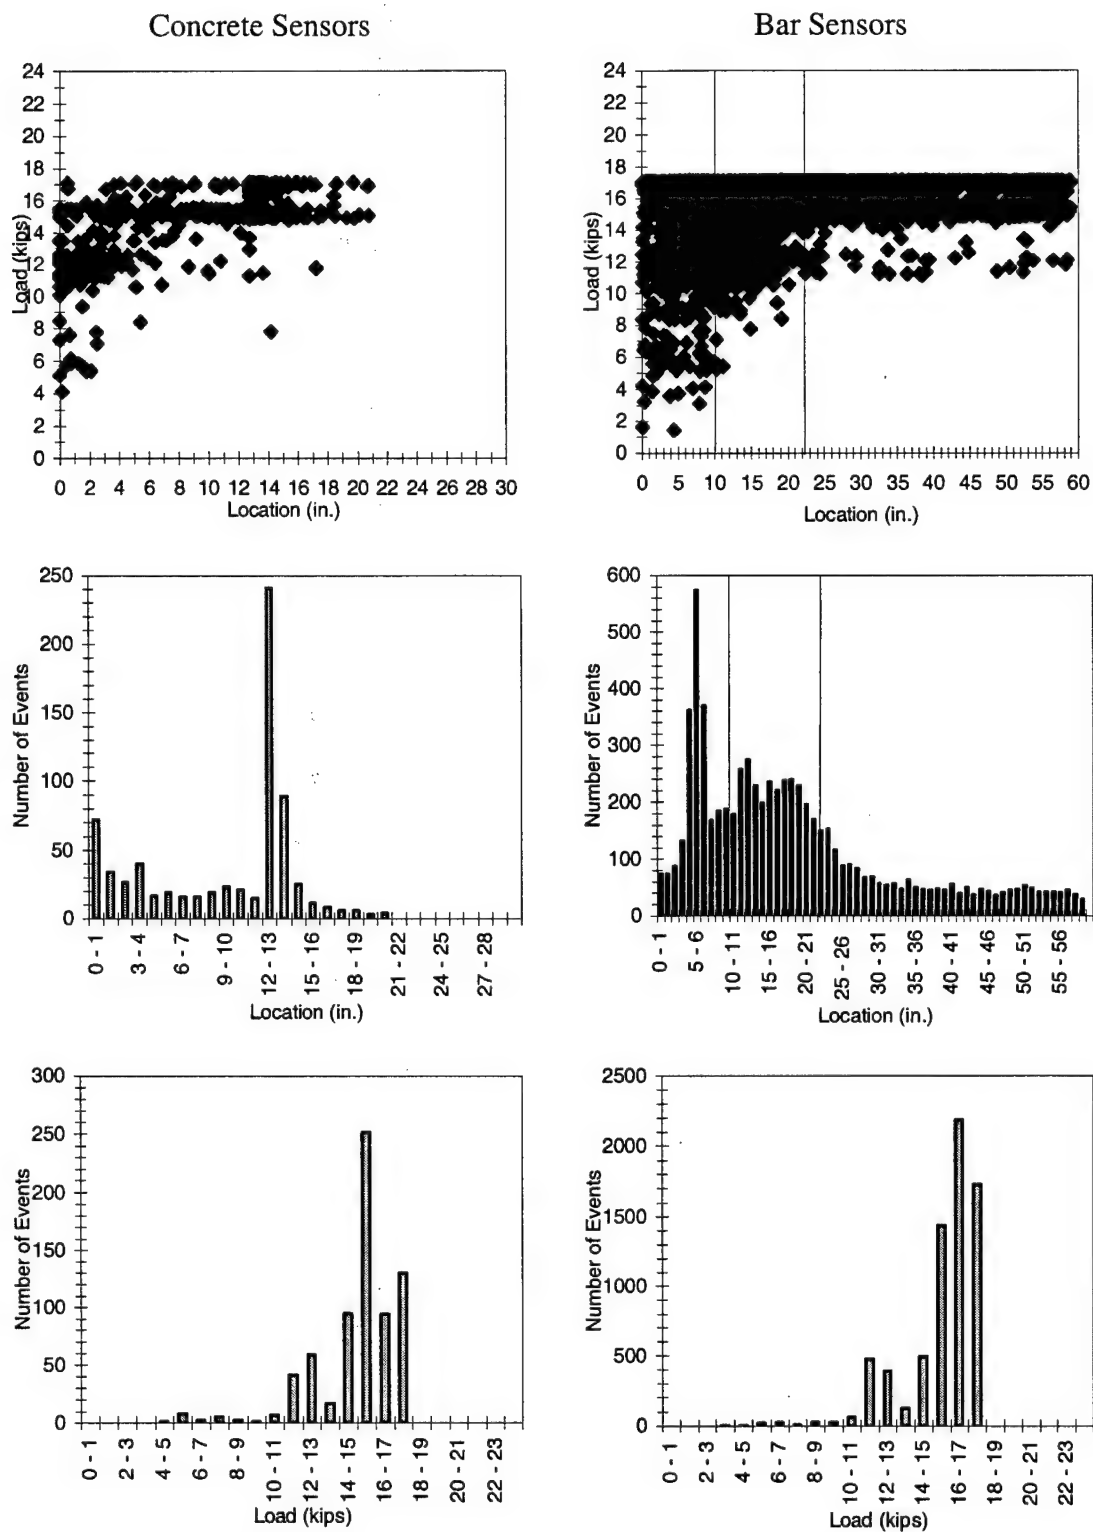 Concrete Sensors
Bar Sensors
24
22
20
18
16
14
12
10
8
6
4
2
0
Load (kips)
0 2 4 6 8 10 12 14 16 18 20 22 24 26 28 30
Location (in.)
24
22
20
18
16
14
12
10
8
6
4
2
0
Load (kips)
0 5 10 15 20 25 30 35 40 45 50 55 60
Location (in.)
250
200
150
100
50
0
Number of Events
0 - 1
3 - 4
6 - 7
9 - 10
12 - 13
15 - 16
18 - 19
21 - 22
24 - 25
27 - 28
Location (in.)
600
500
400
300
200
100
0
Number of Events
0 - 1
5 - 6
10 - 11
15 - 16
20 - 21
25 - 26
30 - 31
35 - 36
40 - 41
45 - 46
50 - 51
55 - 56
Location (in.)
300
250
200
150
100
50
0
Number of Events
0 - 1
2 - 3
4 - 5
6 - 7
8 - 9
10 - 11
12 - 13
14 - 15
16 - 17
18 - 19
20 - 21
22 - 23
Load (kips)
2500
2000
1500
1000
500
0
Number of Events
0 - 1
2 - 3
4 - 5
6 - 7
8 - 9
10 - 11
12 - 13
14 - 15
16 - 17
18 - 19
20 - 21
22 - 23
Load (kips)